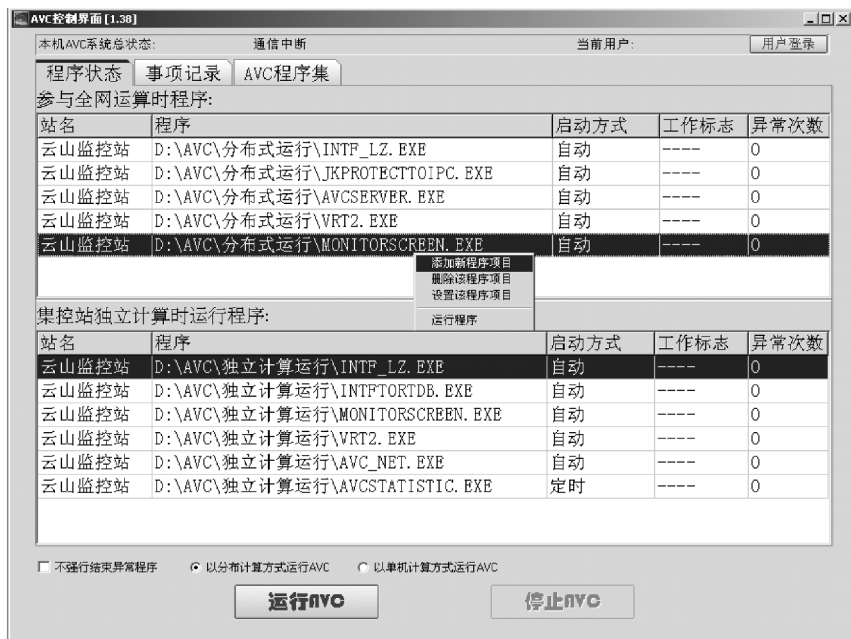 AVC控制界面[1.38]
本机AVC系统总状态: 通信中断 当前用户: 用户登录
程序状态 事项记录 AVC程序集
参与全网运算时程序:
站名 程序 启动方式 工作标志 异常次数
云山监控站 D:\AVC\分布式运行\INTF_LZ.EXE 自动 ---- 0
云山监控站 D:\AVC\分布式运行\JKPROTECTTOIPC.EXE 自动 ---- 0
云山监控站 D:\AVC\分布式运行\AVCSERVER.EXE 自动 ---- 0
云山监控站 D:\AVC\分布式运行\VRT2.EXE 自动 ---- 0
云山监控站 D:\AVC\分布式运行\MONITORSCREEN.EXE 自动 ---- 0
添加新程序项目
删除该程序项目
设置该程序项目
运行程序
集控站独立计算时运行程序:
站名 程序 启动方式 工作标志 异常次数
云山监控站 D:\AVC\独立计算运行\INTF_LZ.EXE 自动 ---- 0
云山监控站 D:\AVC\独立计算运行\INTFTORTDB.EXE 自动 ---- 0
云山监控站 D:\AVC\独立计算运行\MONITORSCREEN.EXE 自动 ---- 0
云山监控站 D:\AVC\独立计算运行\VRT2.EXE 自动 ---- 0
云山监控站 D:\AVC\独立计算运行\AVC_NET.EXE 自动 ---- 0
云山监控站 D:\AVC\独立计算运行\AVCSTATISTIC.EXE 定时 ---- 0
不强行结束异常程序 以分布计算方式运行AVC 以单机计算方式运行AVC
运行AVC 停止AVC